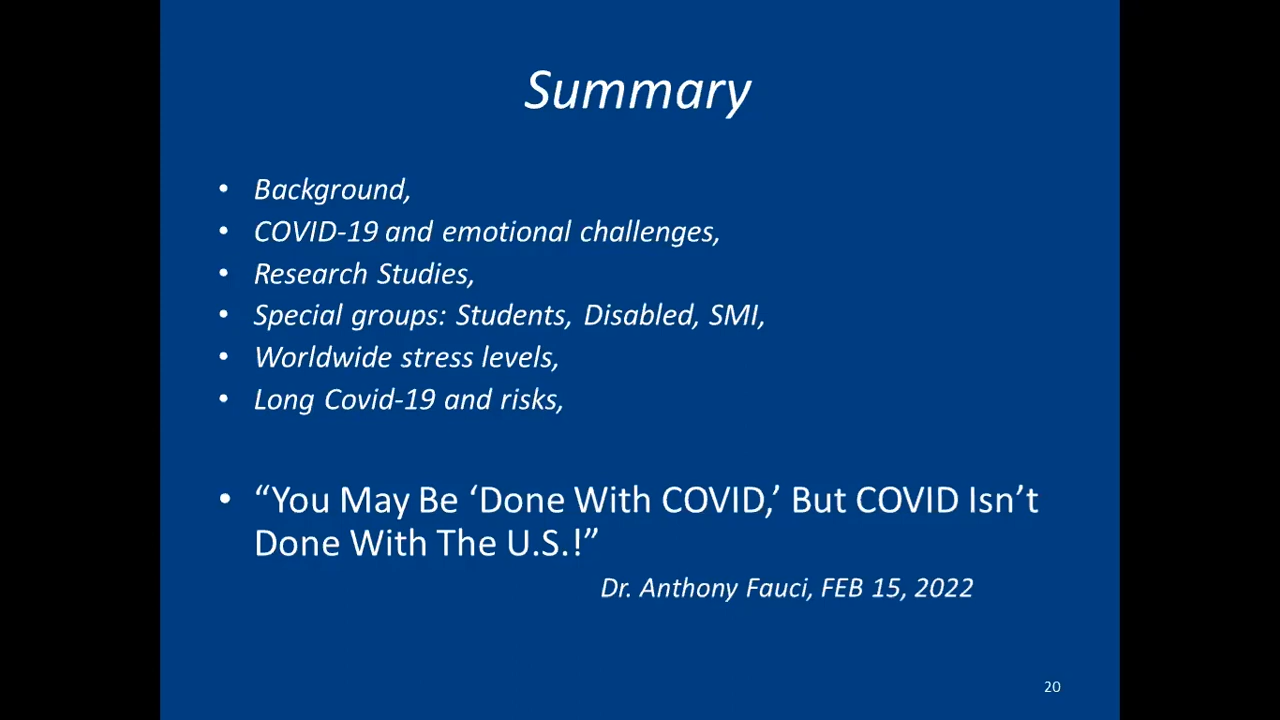 Summary
• Background,
• COVID-19 and emotional challenges,
• Research Studies,
• Special groups: Students, Disabled, SMI,
• Worldwide stress levels,
• Long Covid-19 and risks,
• “You May Be ‘Done With COVID,’ But COVID Isn’t
Done With The U.S.!”
Dr. Anthony Fauci, FEB 15, 2022
20